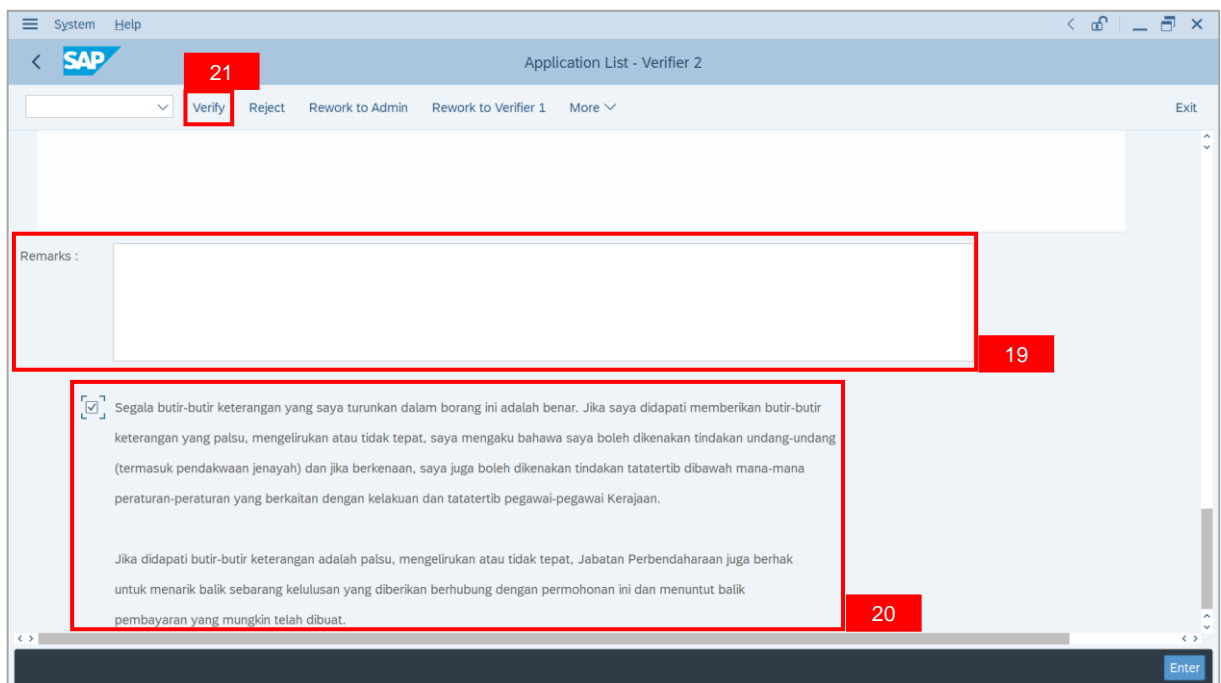 System Help
SAP
21
Application List - Verifier 2
Verify Reject Rework to Admin Rework to Verifier 1 More Exit
Remarks :
19
Segala butir-butir keterangan yang saya turunkan dalam borang ini adalah benar. Jika saya didapati memberikan butir-butir
keterangan yang palsu, mengelirukan atau tidak tepat, saya mengaku bahawa saya boleh dikenakan tindakan undang-undang
(termasuk pendakwaan jenayah) dan jika berkenaan, saya juga boleh dikenakan tindakan tatatertib dibawah mana-mana
peraturan-peraturan yang berkaitan dengan kelakuan dan tatatertib pegawai-pegawai Kerajaan.
Jika didapati butir-butir keterangan adalah palsu, mengelirukan atau tidak tepat, Jabatan Perbendaharaan juga berhak
untuk menarik balik sebarang kelulusan yang diberikan berhubung dengan permohonan ini dan menuntut balik
pembayaran yang mungkin telah dibuat.
20
Enter